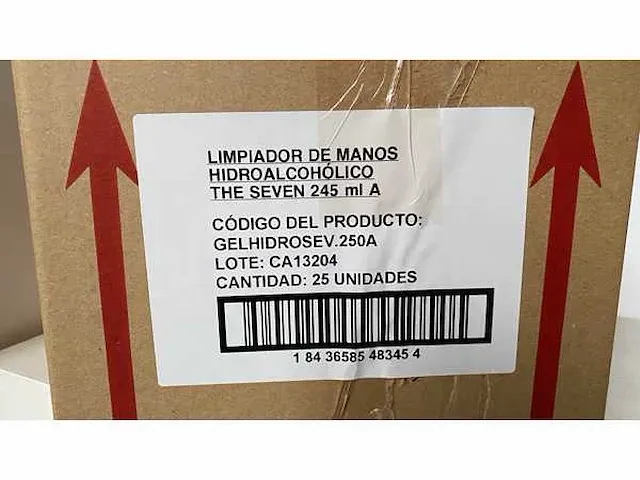 LIMPIADOR DE MANOS
HIDROALCOHÓLICO
THE SEVEN 245 ml A
CÓDIGO DEL PRODUCTO:
GELHIDROSEV.250A
LOTE: CA13204
CANTIDAD: 25 UNIDADES
1 84 36585 48345 4